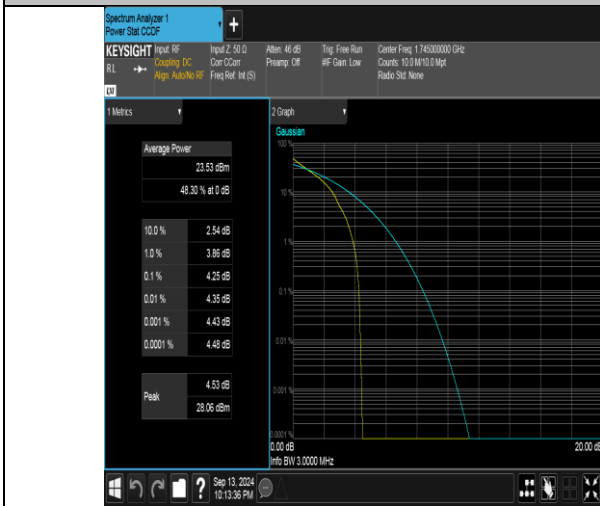 Spectrum Analyzer 1
Power Stat CCDF
+
KEYSIGHT
RL
LXI
Input: RF
Coupling: DC
Align: Auto/No RF
Input Z: 50 Ω
Corr CCorr
Freq Ref: Int (S)
Atten: 46 dB
Preamp: Off
Trig: Free Run
#IF Gain: Low
Center Freq: 1.745000000 GHz
Counts: 10.0 M/10.0 Mpt
Radio Std: None
1 Metrics
Average Power
23.53 dBm
48.30 % at 0 dB
10.0 % 2.54 dB
1.0 % 3.86 dB
0.1 % 4.25 dB
0.01 % 4.35 dB
0.001 % 4.43 dB
0.0001 % 4.48 dB
Peak
4.53 dB
28.06 dBm
2 Graph
Gaussian
100 %
10 %
1 %
0.1 %
0.01 %
0.001 %
0.0001 %
0.00 dB
20.00 dB
Info BW 3.0000 MHz
?
Sep 13, 2024
10:13:36 PM